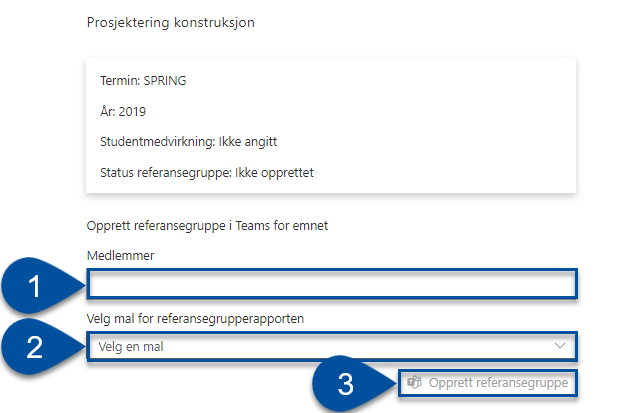 Prosjektering konstruksjon
Termin: SPRING
År: 2019
Studentmedvirkning: Ikke angitt
Status referansegruppe: Ikke opprettet
Opprett referansegruppe i Teams for emnet
Medlemmer
1
Velg mal for referansegrupperapporten
2 Velg en mal
3 Opprett referansegruppe